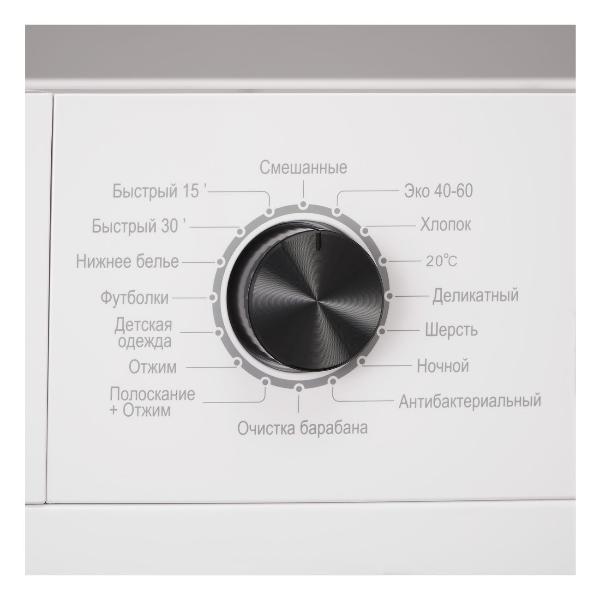 Смешанные
Быстрый 15 '
Эко 40-60
Быстрый 30 '
Хлопок
Нижнее белье
20°C
Футболки
Деликатный
Детская
одежда
Шерсть
Отжим
Ночной
Полоскание
+ Отжим
Антибактериальный
Очистка барабана